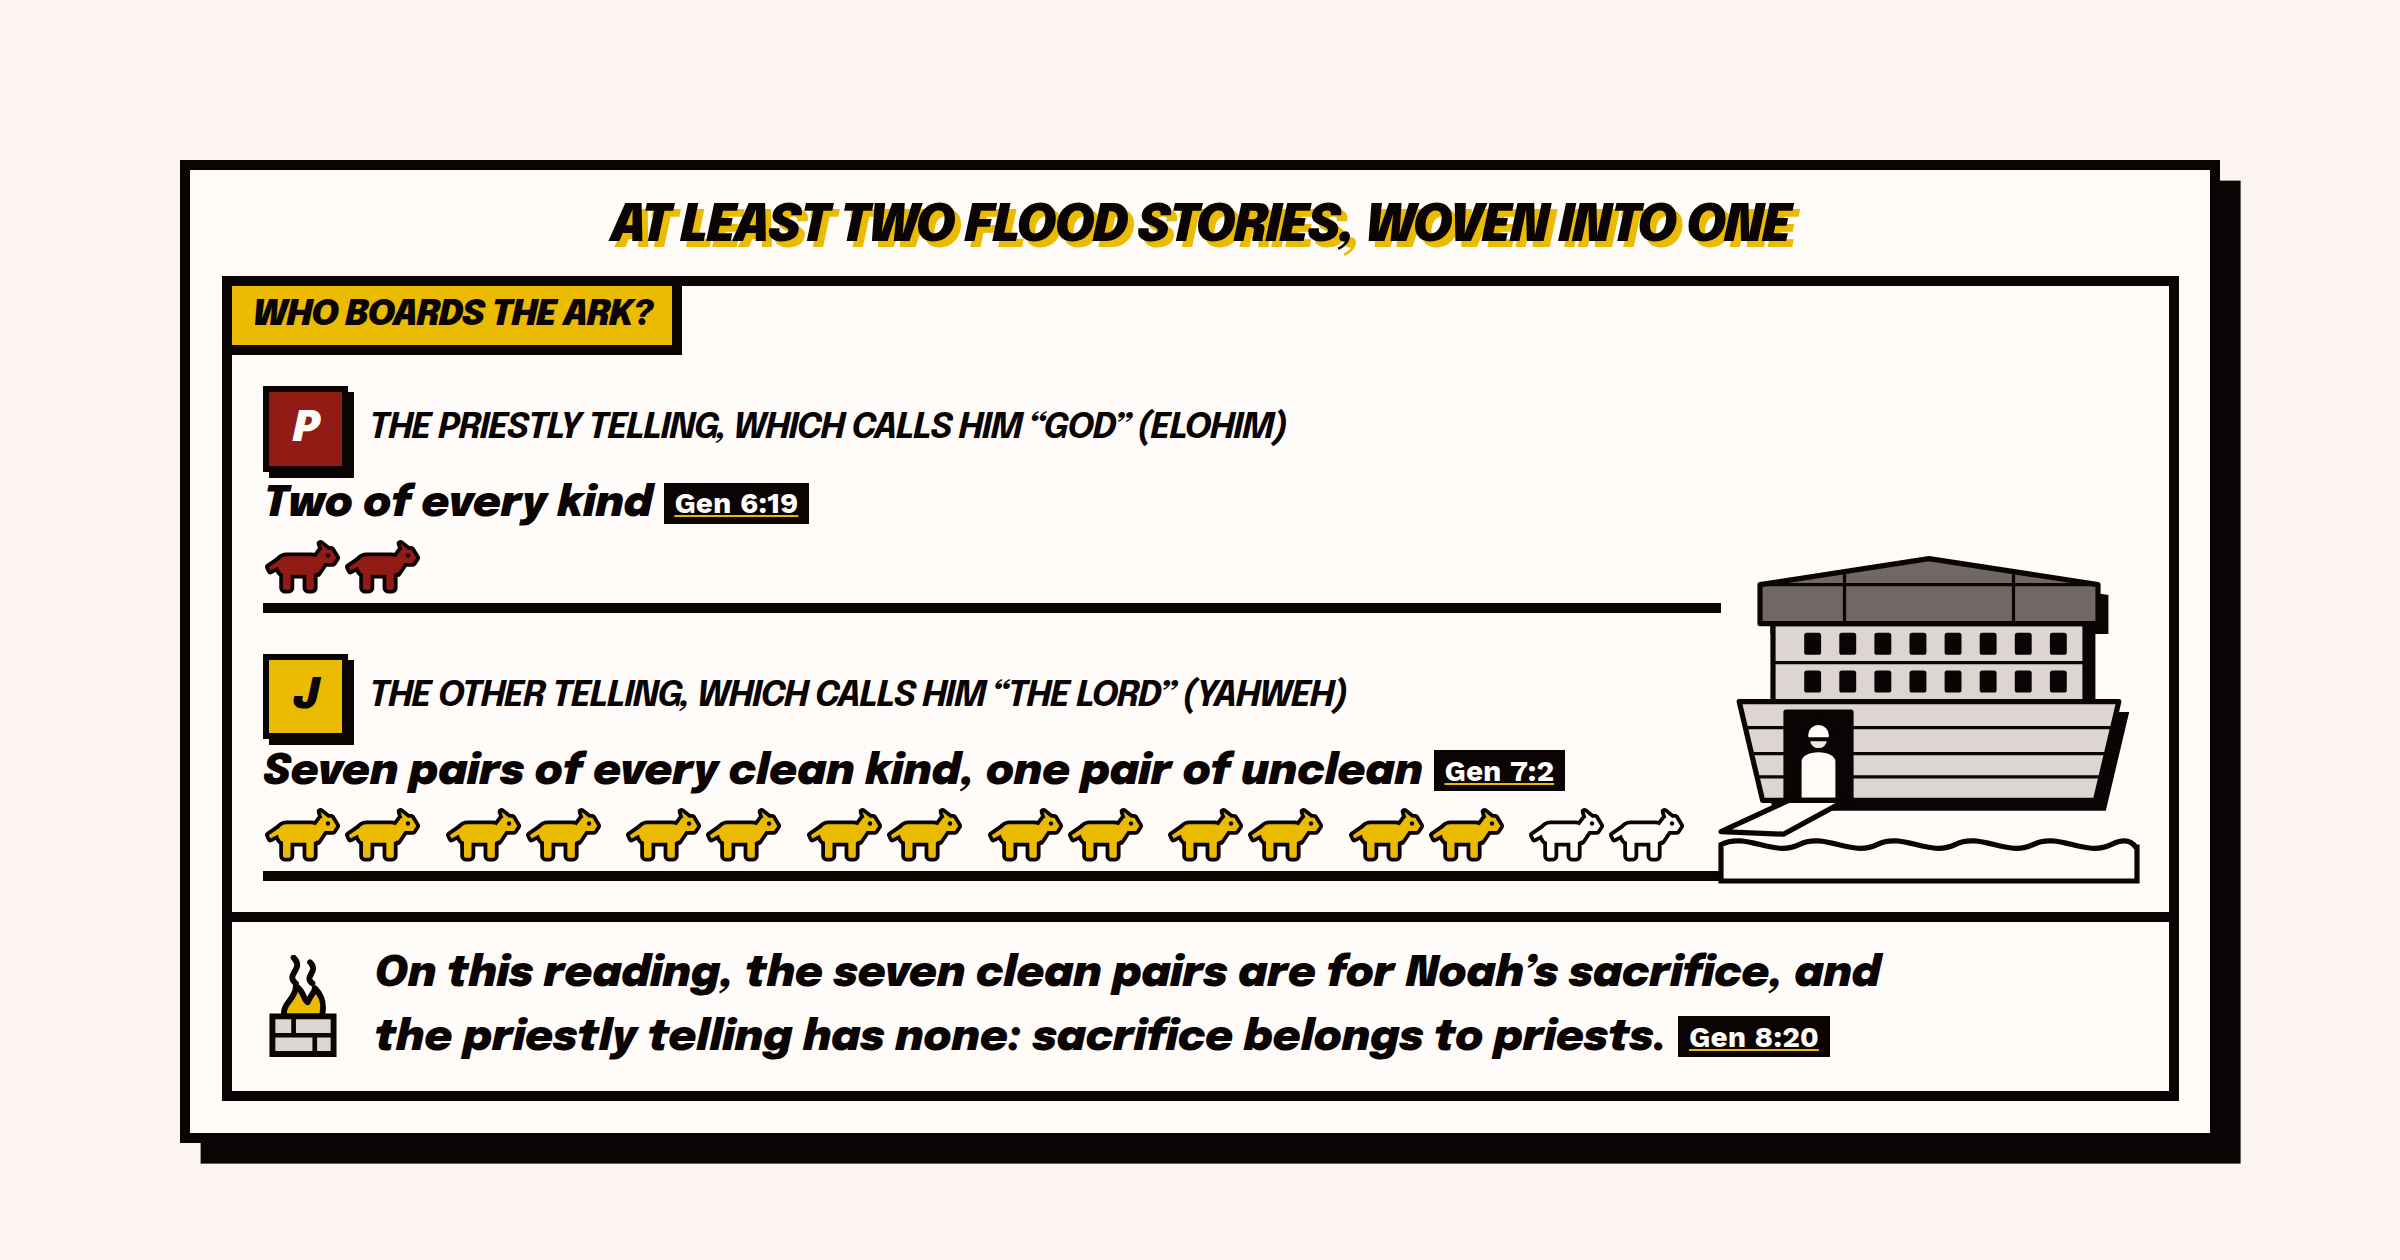 AT LEAST TWO FLOOD STORIES, WOVEN INTO ONE
WHO BOARDS THE ARK?
P THE PRIESTLY TELLING, WHICH CALLS HIM “GOD” (ELOHIM)
Two of every kind Gen 6:19
J THE OTHER TELLING, WHICH CALLS HIM “THE LORD” (YAHWEH)
Seven pairs of every clean kind, one pair of unclean Gen 7:2
On this reading, the seven clean pairs are for Noah’s sacrifice, and
the priestly telling has none: sacrifice belongs to priests. Gen 8:20